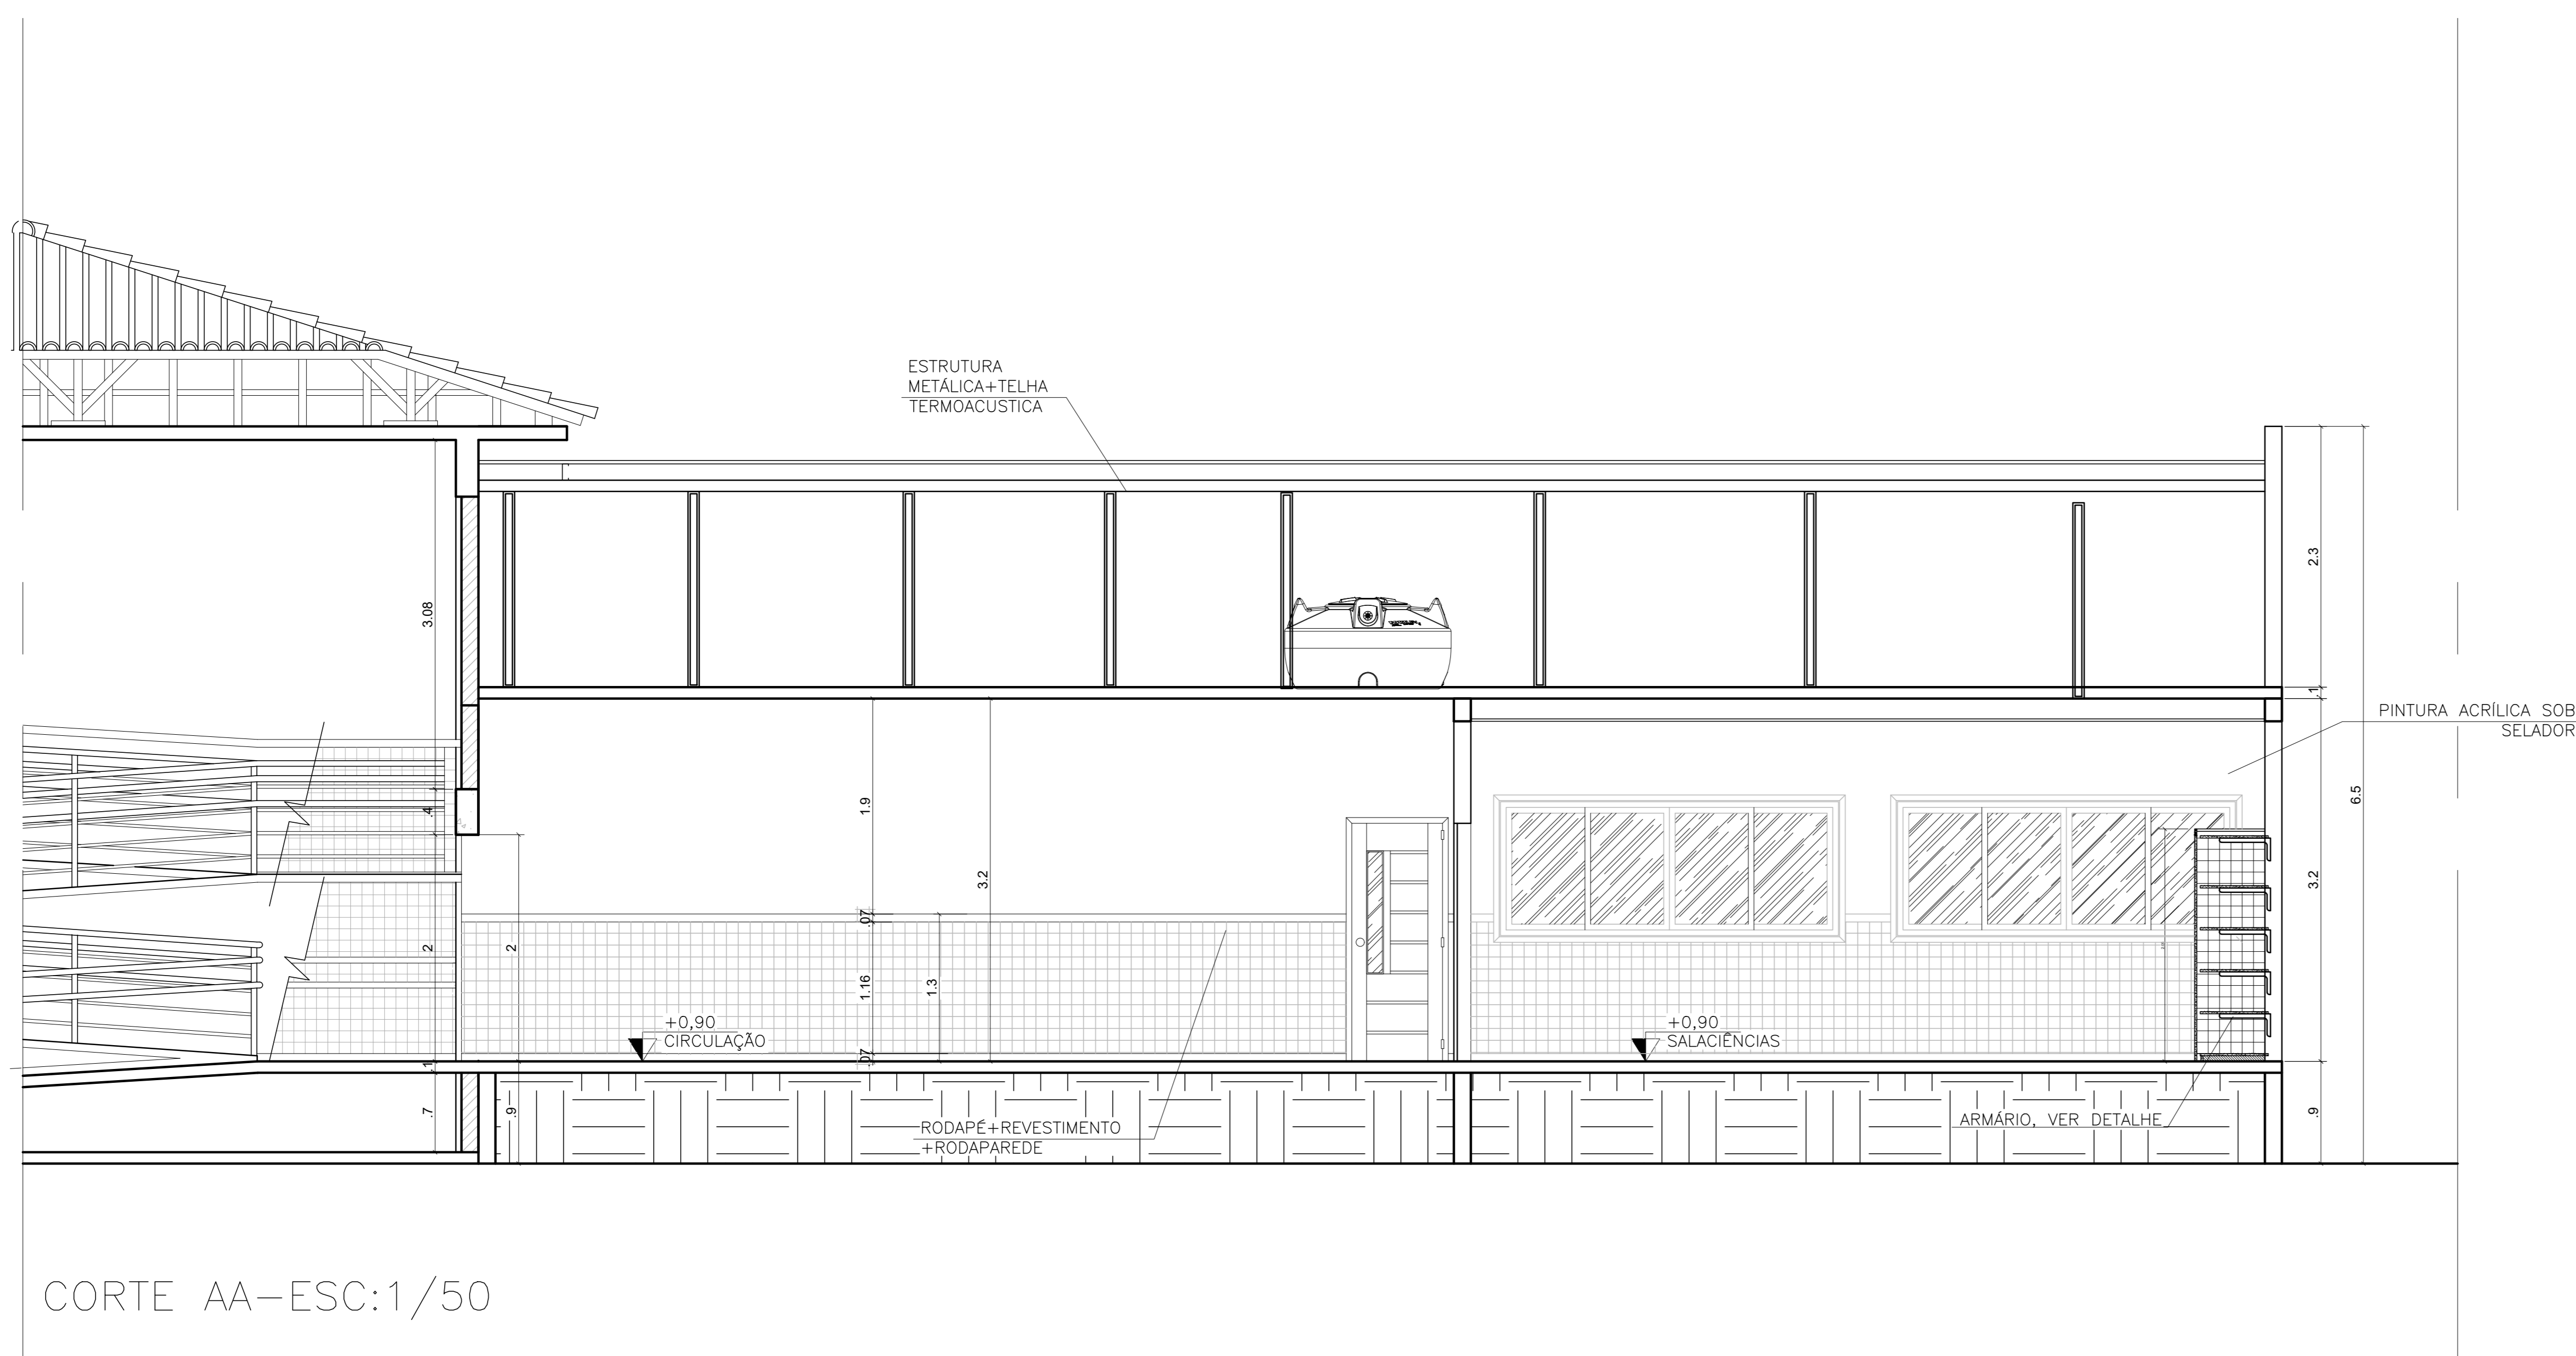 ESTRUTURA
METÁLICA+TELHA
TERMOACUSTICA
2.3
3.08
.1
PINTURA ACRÍLICA SOB
SELADOR
6.5
.4
1.9
3.2
3.2
.07
2
2
1.16
1.3
+0,90
CIRCULAÇÃO
+0,90
SALACIÊNCIAS
.07
.1
.7
.9
.9
RODAPÉ+REVESTIMENTO
+RODAPAREDE
ARMÁRIO, VER DETALHE
CORTE AA-ESC:1/50